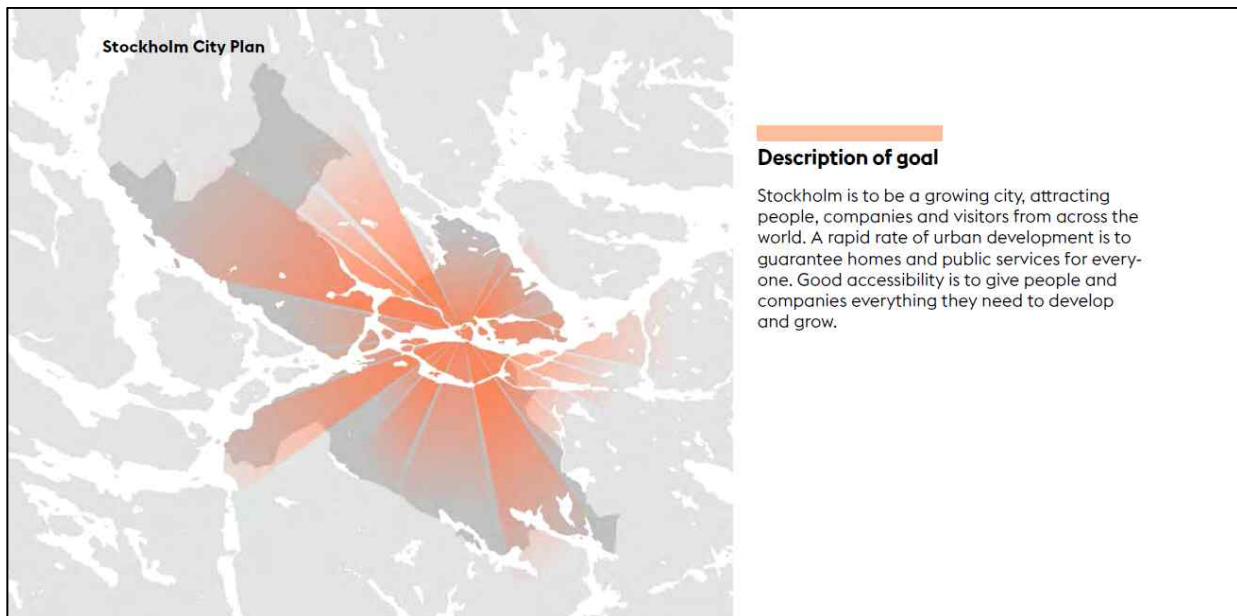 Stockholm City Plan
Description of goal
Stockholm is to be a growing city, attracting
people, companies and visitors from across the
world. A rapid rate of urban development is to
guarantee homes and public services for every-
one. Good accessibility is to give people and
companies everything they need to develop
and grow.